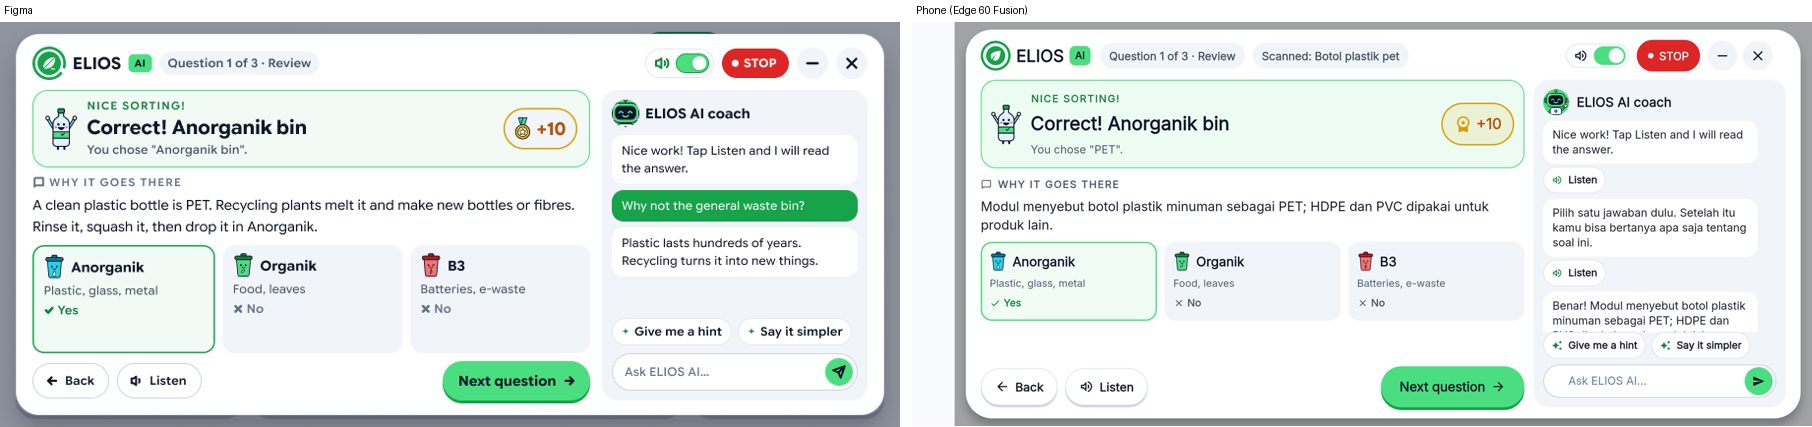 Figma
ELIOS AI Question 1 of 3 · Review
STOP
NICE SORTING!
Correct! Anorganik bin
You chose "Anorganik bin".
+10
WHY IT GOES THERE
A clean plastic bottle is PET. Recycling plants melt it and make new bottles or fibres.
Rinse it, squash it, then drop it in Anorganik.
Anorganik
Plastic, glass, metal
Yes
Organik
Food, leaves
No
B3
Batteries, e-waste
No
Back
Listen
Next question
ELIOS AI coach
Nice work! Tap Listen and I will read
the answer.
Why not the general waste bin?
Plastic lasts hundreds of years.
Recycling turns it into new things.
Give me a hint
Say it simpler
Ask ELIOS AI...
Phone (Edge 60 Fusion)
ELIOS AI Question 1 of 3 · Review Scanned: Botol plastik pet
STOP
NICE SORTING!
Correct! Anorganik bin
You chose "PET".
+10
WHY IT GOES THERE
Modul menyebut botol plastik minuman sebagai PET; HDPE dan PVC dipakai untuk
produk lain.
Anorganik
Plastic, glass, metal
Yes
Organik
Food, leaves
No
B3
Batteries, e-waste
No
Back
Listen
Next question
ELIOS AI coach
Nice work! Tap Listen and I will read
the answer.
Listen
Pilih satu jawaban dulu. Setelah itu
kamu bisa bertanya apa saja tentang
soal ini.
Listen
Benar! Modul menyebut botol plastik
minuman sebagai PET; HDPE dan
Give me a hint
Say it simpler
Ask ELIOS AI...